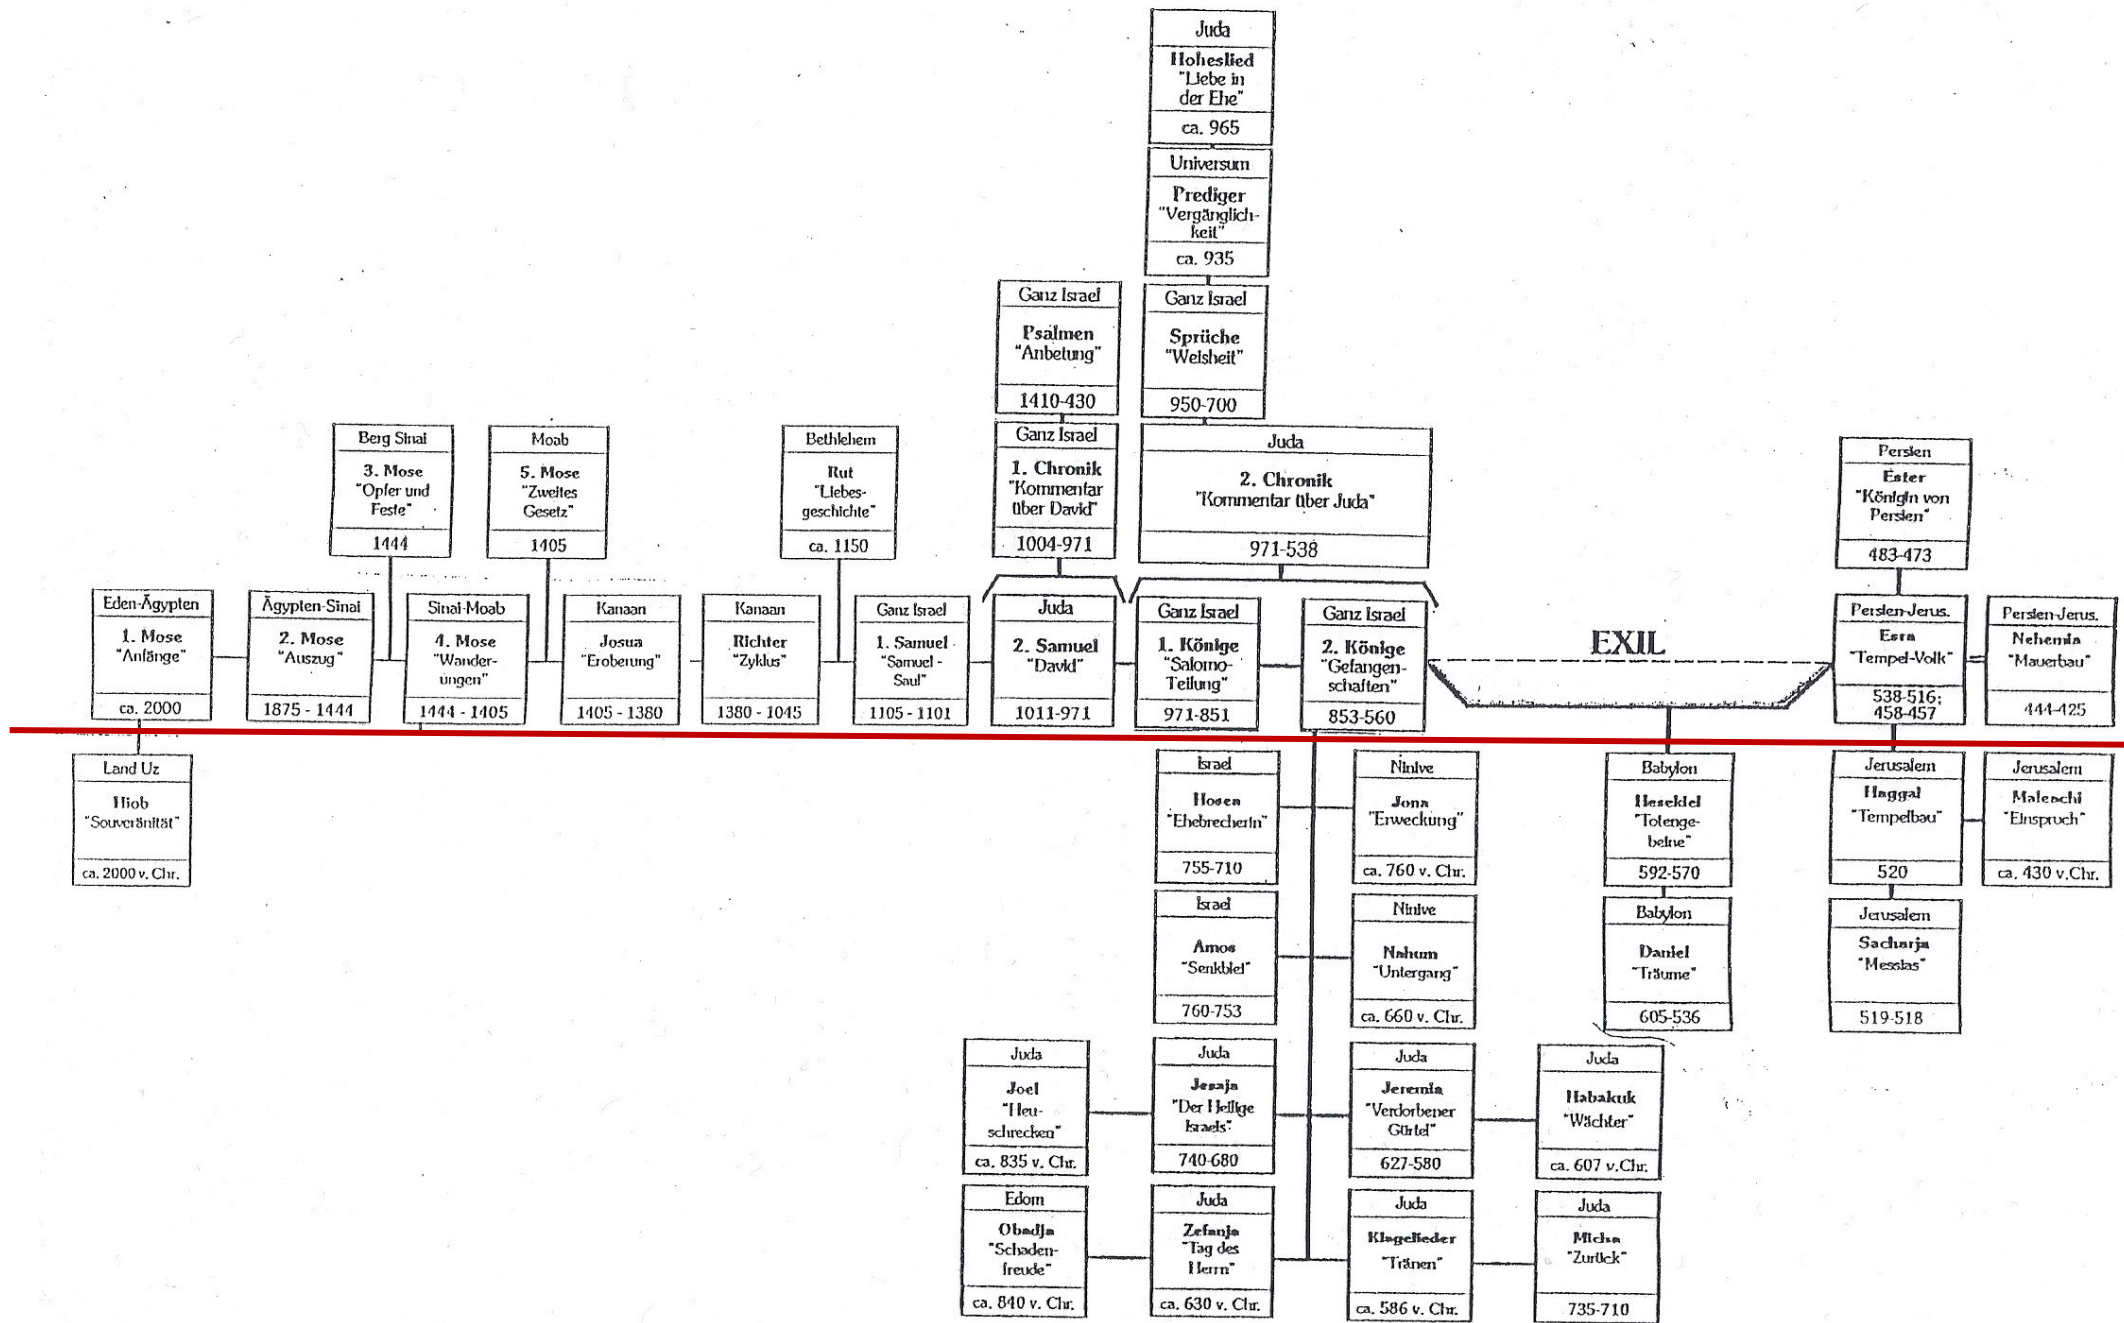 Juda
Hoheslied
"Liebe in
der Ehe"
ca. 965
Universum
Prediger
"Vergänglich-
keit"
ca. 935
Ganz Israel
Psalmen
"Anbetung"
1410-430
Ganz Israel
Sprüche
"Weisheit"
950-700
Berg Sinai
3. Mose
"Opfer und
Feste"
1444
Moab
5. Mose
"Zweites
Gesetz"
1405
Bethlehem
Rut
"Liebes-
geschichte"
ca. 1150
Ganz Israel
1. Chronik
"Kommentar
über David"
1004-971
Juda
2. Chronik
"Kommentar über Juda"
971-538
Persien
Ester
"Königin von
Persien"
483-473
Eden-Ägypten
1. Mose
"Anfänge"
ca. 2000
Ägypten-Sinai
2. Mose
"Auszug"
1875 - 1444
Sinai-Moab
4. Mose
"Wander-
ungen"
1444 - 1405
Kanaan
Josua
"Eroberung"
1405 - 1380
Kanaan
Richter
"Zyklus"
1380 - 1045
Ganz Israel
1. Samuel
"Samuel -
Saul"
1105 - 1101
Juda
2. Samuel
"David"
1011-971
Ganz Israel
1. Könige
"Salomo-
Teilung"
971-851
Ganz Israel
2. Könige
"Gefangen-
schaften"
853-560
EXIL
Persien-Jerus.
Esra
"Tempel-Volk"
538-516;
458-457
Persien-Jerus.
Nehemia
"Mauerbau"
444-425
Land Uz
Hiob
"Souveränität"
ca. 2000 v. Chr.
Israel
Hosea
"Ehebrecherin"
755-710
Ninive
Jona
"Erweckung"
ca. 760 v. Chr.
Babylon
Hesekiel
"Totenge-
beine"
592-570
Jerusalem
Haggai
"Tempelbau"
520
Jerusalem
Maleachi
"Einspruch"
ca. 430 v.Chr.
Israel
Amos
"Senkblei"
760-753
Ninive
Nahum
"Untergang"
ca. 660 v. Chr.
Babylon
Daniel
"Träume"
605-536
Jerusalem
Sacharja
"Messias"
519-518
Juda
Joel
"Heu-
schrecken"
ca. 835 v. Chr.
Juda
Jesaja
"Der Heilige
Israels"
740-680
Juda
Jeremia
"Verdorbener
Gürtel"
627-580
Juda
Habakuk
"Wächter"
ca. 607 v.Chr.
Edom
Obadja
"Schaden-
freude"
ca. 840 v. Chr.
Juda
Zefanja
"Tag des
Herrn"
ca. 630 v. Chr.
Juda
Klagelieder
"Tränen"
ca. 586 v. Chr.
Juda
Micha
"Zurück"
735-710